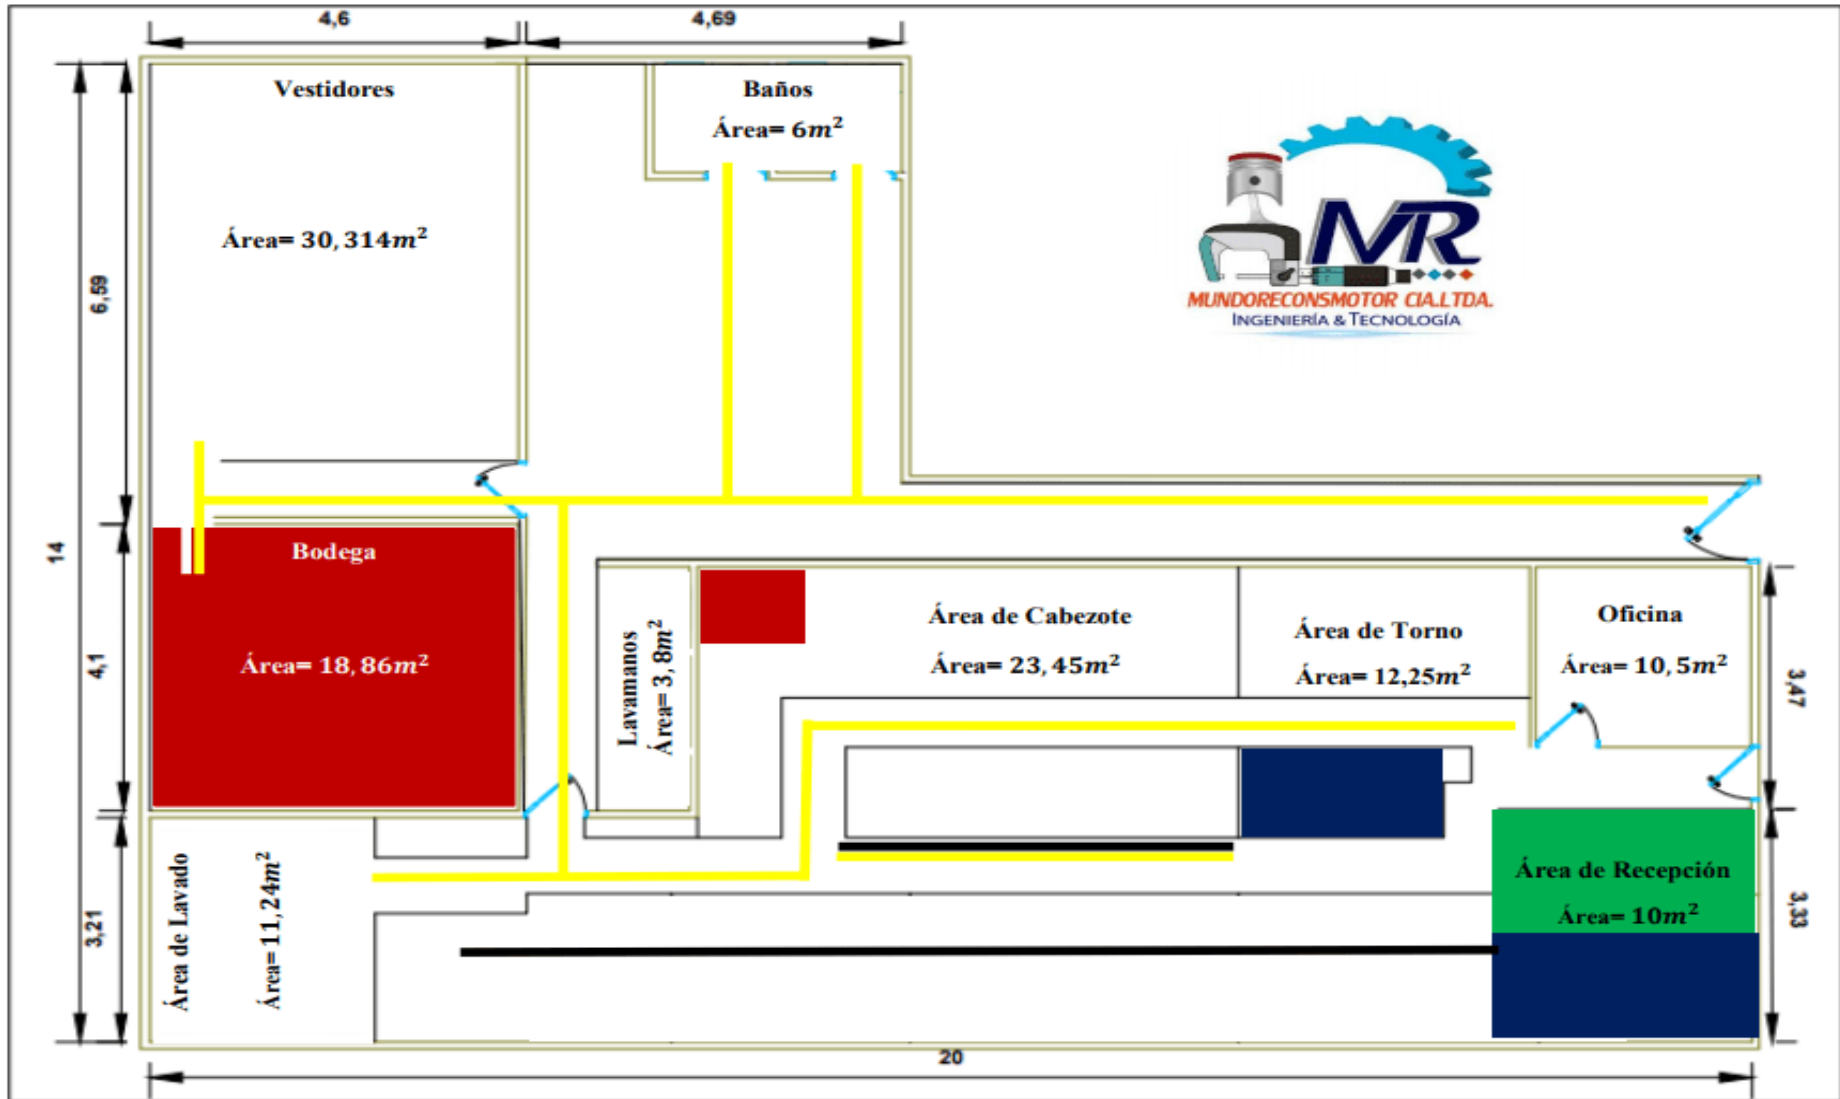 4,6
4,69
Vestidores
Área= 30,314m²
Baños
Área= 6m²
MR
MUNDORECONSMOTOR CIA.LTDA.
INGENIERÍA & TECNOLOGÍA
6,59
14
4,1
3,21
Bodega
Área= 18,86m²
Lavamanos
Área= 3,8m²
Área de Cabezote
Área= 23,45m²
Área de Torno
Área= 12,25m²
Oficina
Área= 10,5m²
3,47
Área de Lavado
Área= 11,24m²
Área de Recepción
Área= 10m²
3,33
20